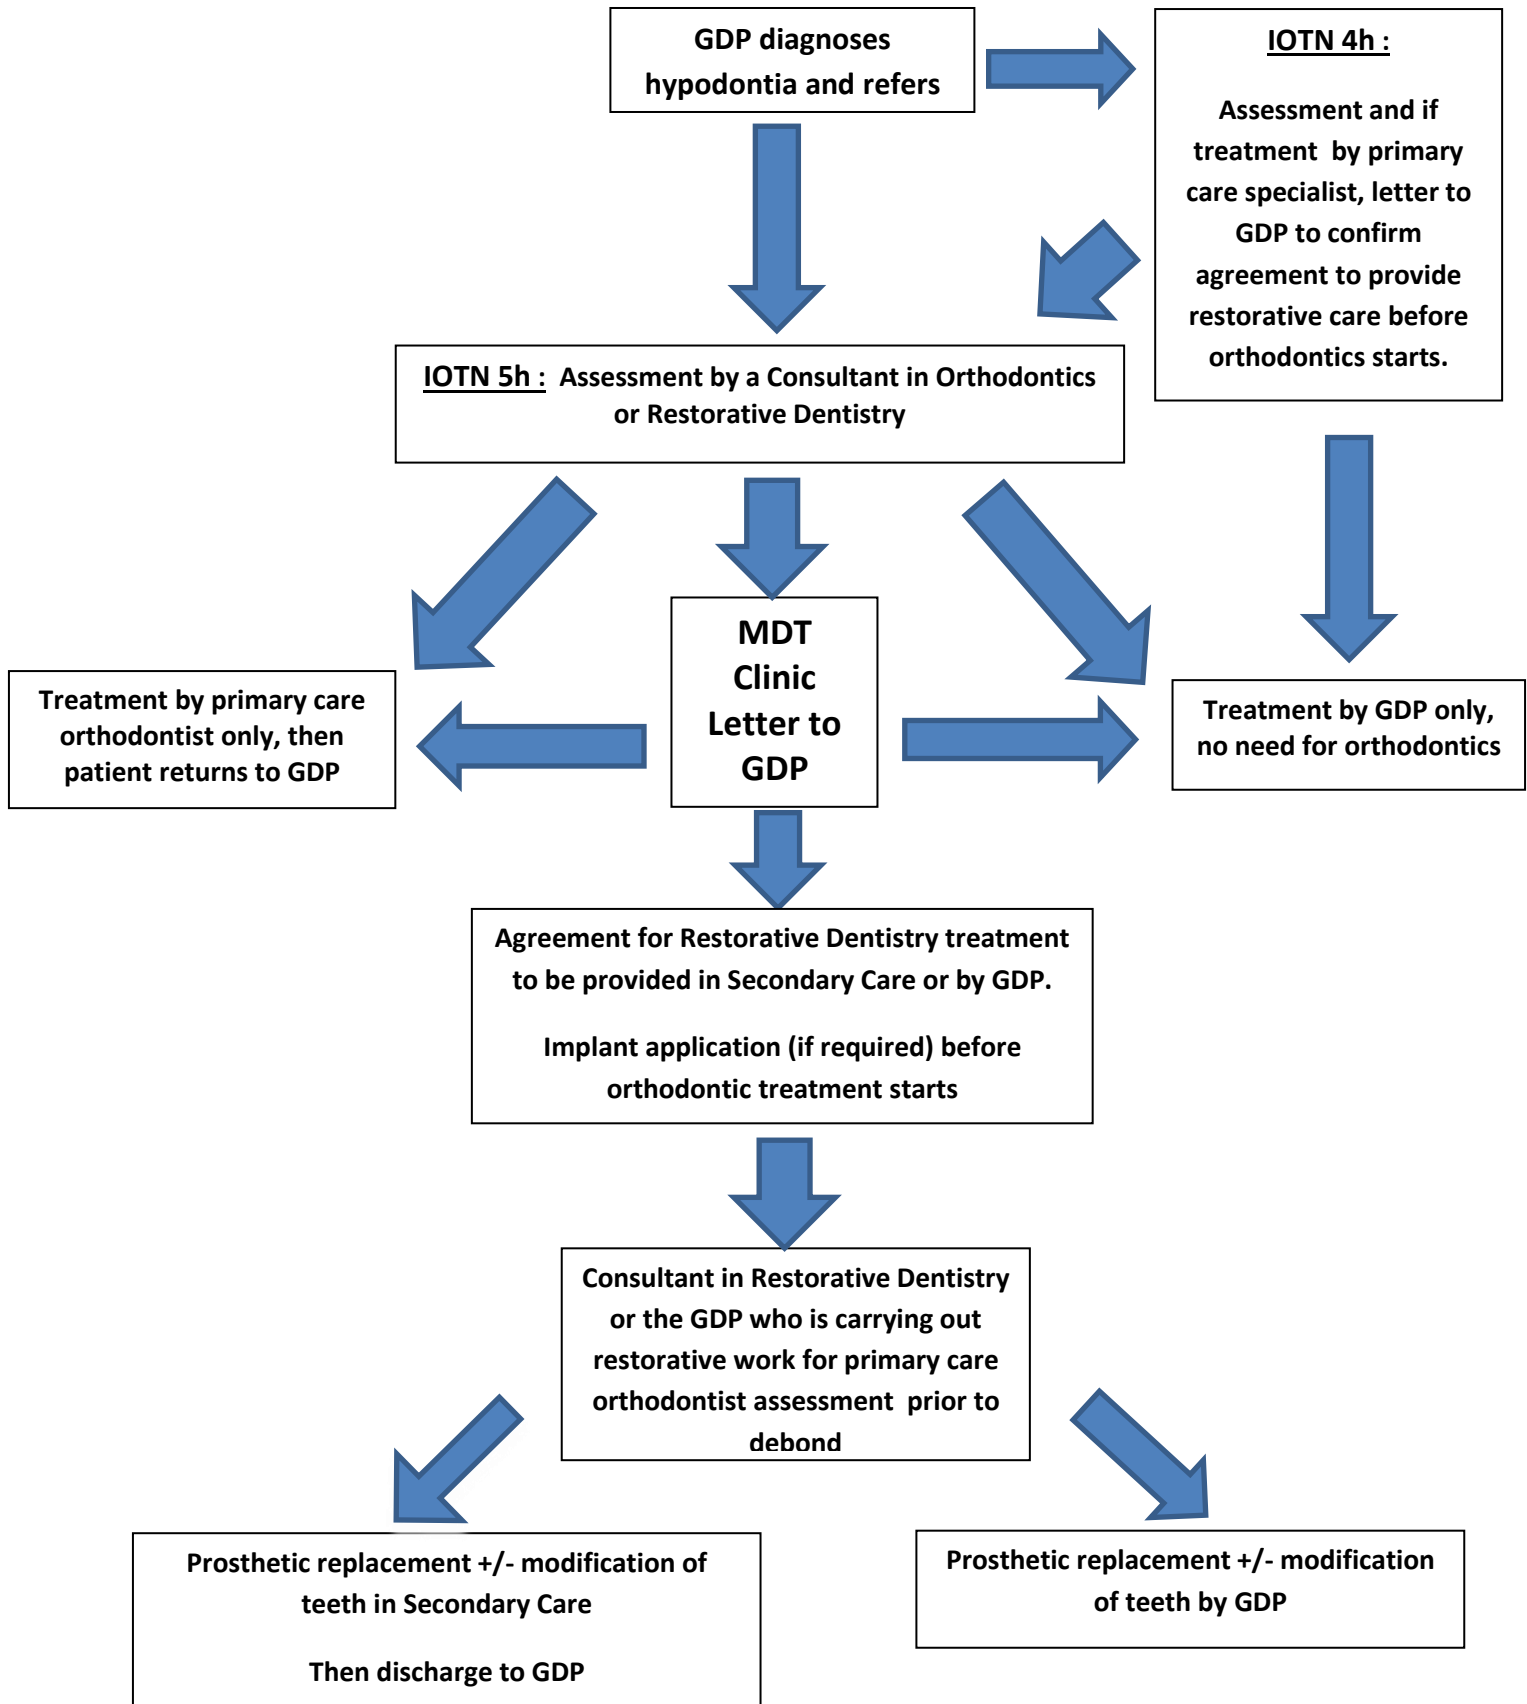 GDP diagnoses
hypodontia and refers
IOTN 4h :
Assessment and if
treatment by primary
care specialist, letter to
GDP to confirm
agreement to provide
restorative care before
orthodontics starts.
IOTN 5h : Assessment by a Consultant in Orthodontics
or Restorative Dentistry
MDT
Clinic
Letter to
GDP
Treatment by primary care
orthodontist only, then
patient returns to GDP
Treatment by GDP only,
no need for orthodontics
Agreement for Restorative Dentistry treatment
to be provided in Secondary Care or by GDP.
Implant application (if required) before
orthodontic treatment starts
Consultant in Restorative Dentistry
or the GDP who is carrying out
restorative work for primary care
orthodontist assessment prior to
debond
Prosthetic replacement +/- modification of
teeth in Secondary Care
Then discharge to GDP
Prosthetic replacement +/- modification
of teeth by GDP